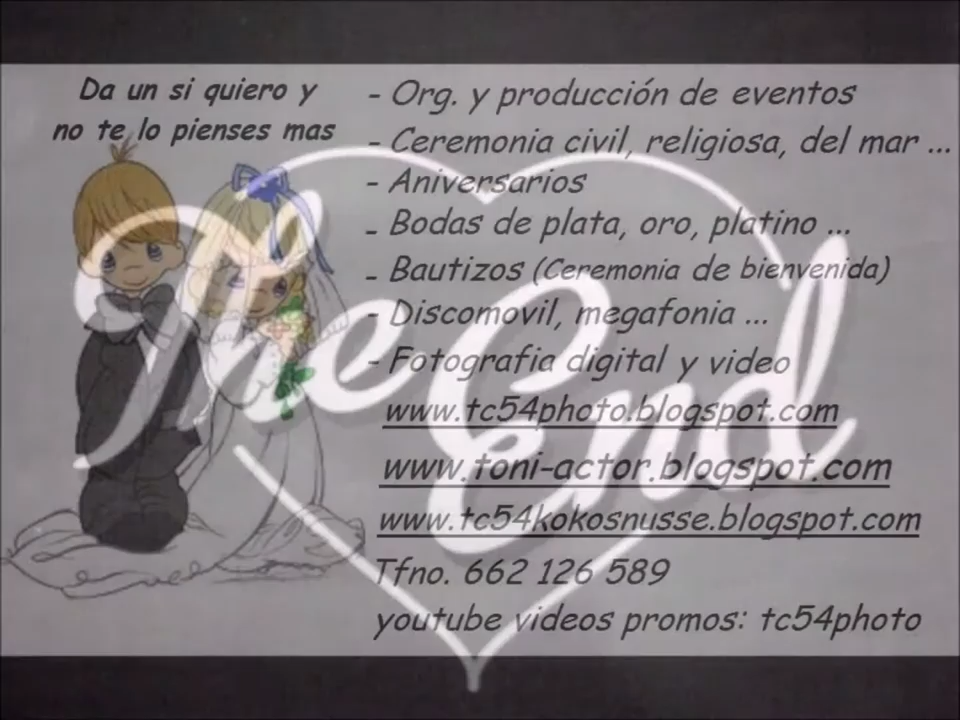 Da un si quiero y
no te lo pienses mas
- Org. y producción de eventos
- Ceremonia civil, religiosa, del mar ...
- Aniversarios
- Bodas de plata, oro, platino ...
- Bautizos (Ceremonia de bienvenida)
- Discomovil, megafonia ...
- Fotografia digital y video
www.tc54photo.blogspot.com
www.toni-actor.blogspot.com
www.tc54kokosnusse.blogspot.com
Tfno. 662 126 589
youtube videos promos: tc54photo
The End